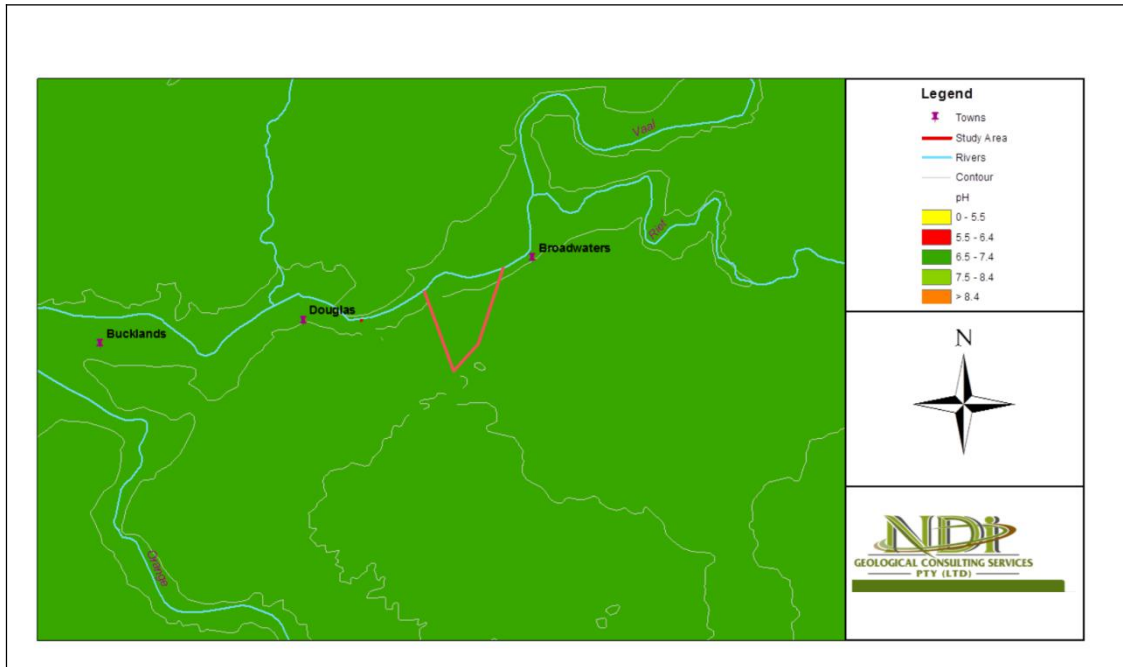 Vaal
Riet
Broadwaters
Douglas
Bucklands
Orange
Legend
Towns
Study Area
Rivers
Contour
pH
0 - 5.5
5.5 - 6.4
6.5 - 7.4
7.5 - 8.4
> 8.4
N
NDi
GEOLOGICAL CONSULTING SERVICES
PTY (LTD)